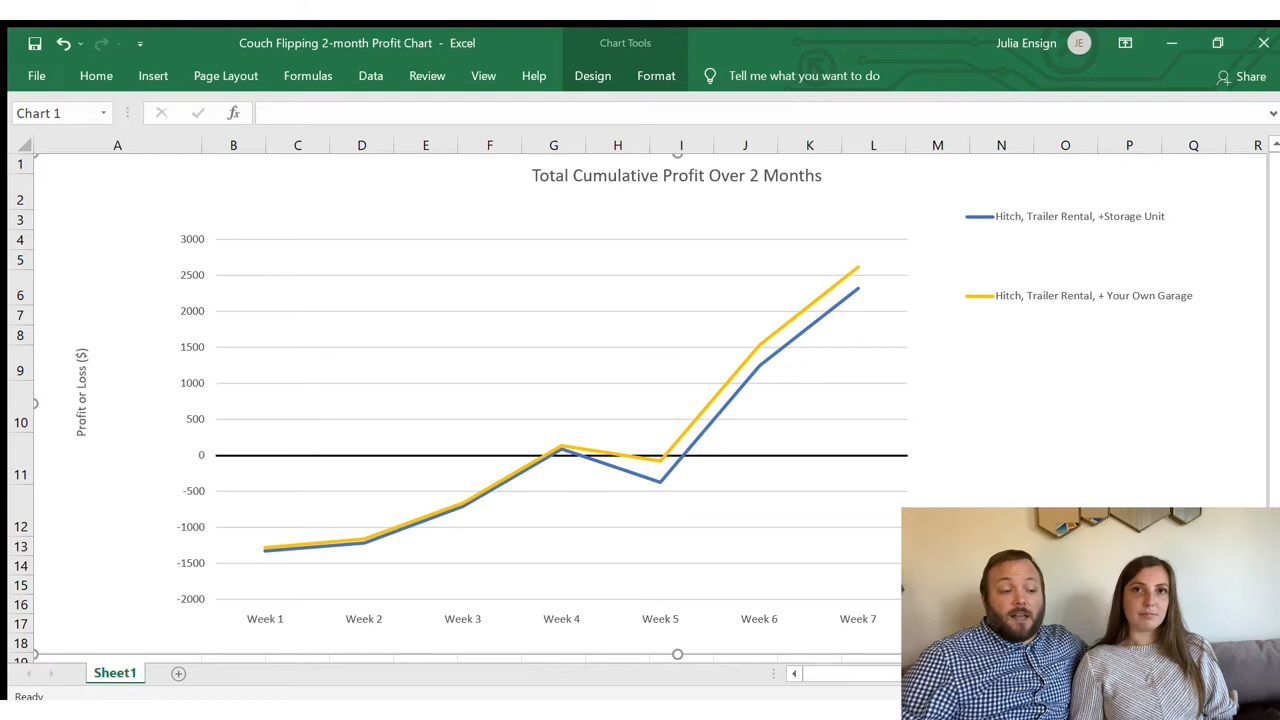 Couch Flipping 2-month Profit Chart - Excel
Chart Tools
Julia Ensign
JE
File Home Insert Page Layout Formulas Data Review View Help Design Format Tell me what you want to do Share
Chart 1 fx
A B C D E F G H I J K L M N O P Q R
1
2
3
4
5
6
7
8
9
10
11
12
13
14
15
16
17
18
19
Total Cumulative Profit Over 2 Months
Hitch, Trailer Rental, +Storage Unit
Hitch, Trailer Rental, + Your Own Garage
Profit or Loss ($)
3000
2500
2000
1500
1000
500
0
-500
-1000
-1500
-2000
Week 1 Week 2 Week 3 Week 4 Week 5 Week 6 Week 7
Sheet1
Ready